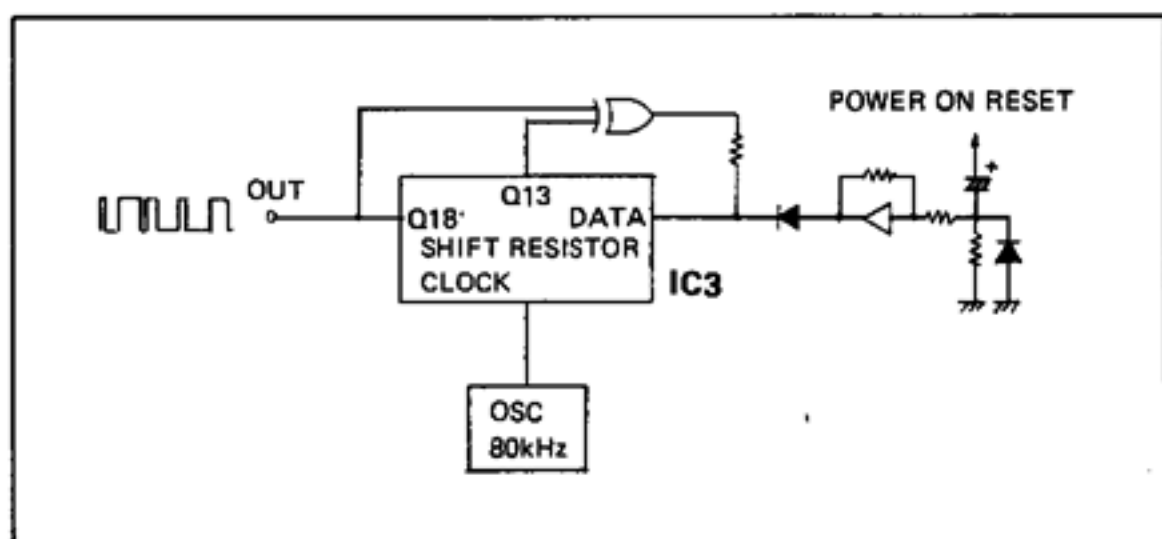 POWER ON RESET
OUT
Q13
Q18
DATA
SHIFT RESISTOR
CLOCK
IC3
OSC
80kHz
+